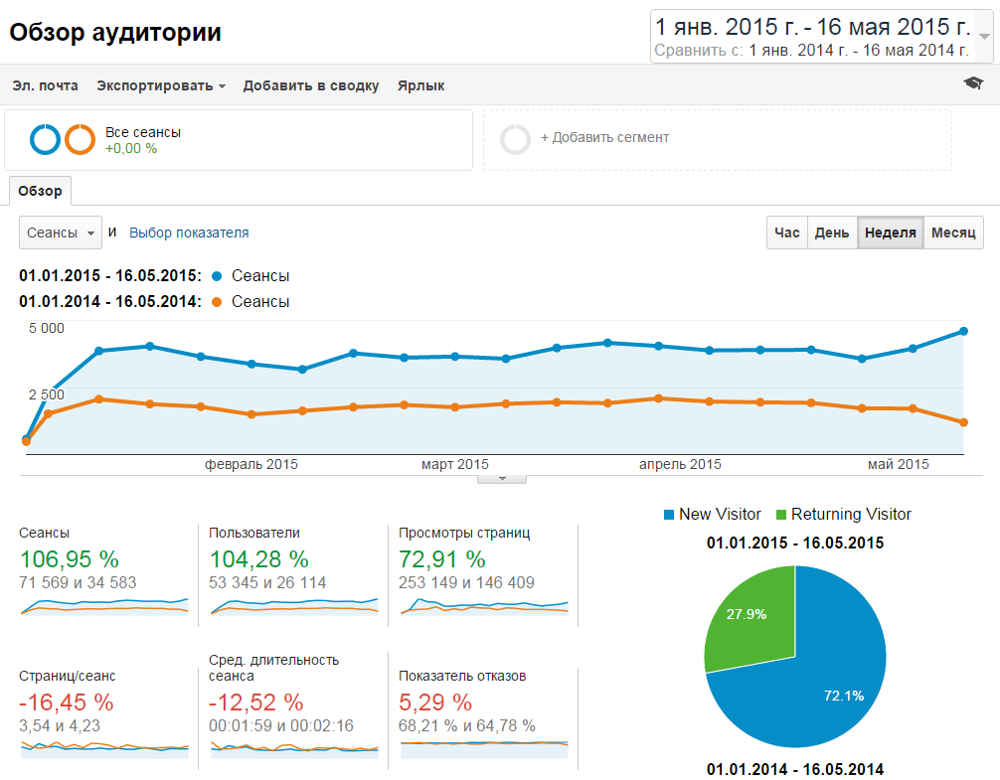 Обзор аудитории
1 янв. 2015 г. - 16 мая 2015 г.
Сравнить с: 1 янв. 2014 г. - 16 мая 2014 г.
Эл. почта Экспортировать Добавить в сводку Ярлык
Все сеансы
+0,00 %
+ Добавить сегмент
Обзор
Сеансы и Выбор показателя
Час День Неделя Месяц
01.01.2015 - 16.05.2015: Сеансы
01.01.2014 - 16.05.2014: Сеансы
5 000
2 500
февраль 2015 март 2015 апрель 2015 май 2015
New Visitor Returning Visitor
01.01.2015 - 16.05.2015
Сеансы
106,95 %
71 569 и 34 583
Пользователи
104,28 %
53 345 и 26 114
Просмотры страниц
72,91 %
253 149 и 146 409
27.9%
72.1%
Страниц/сеанс
-16,45 %
3,54 и 4,23
Сред. длительность
сеанса
-12,52 %
00:01:59 и 00:02:16
Показатель отказов
5,29 %
68,21 % и 64,78 %
01.01.2014 - 16.05.2014